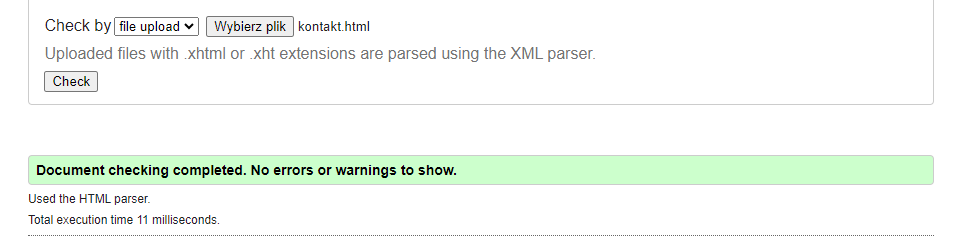 Check by file upload Wybierz plik kontakt.html
Uploaded files with .xhtml or .xht extensions are parsed using the XML parser.
Check
Document checking completed. No errors or warnings to show.
Used the HTML parser.
Total execution time 11 milliseconds.